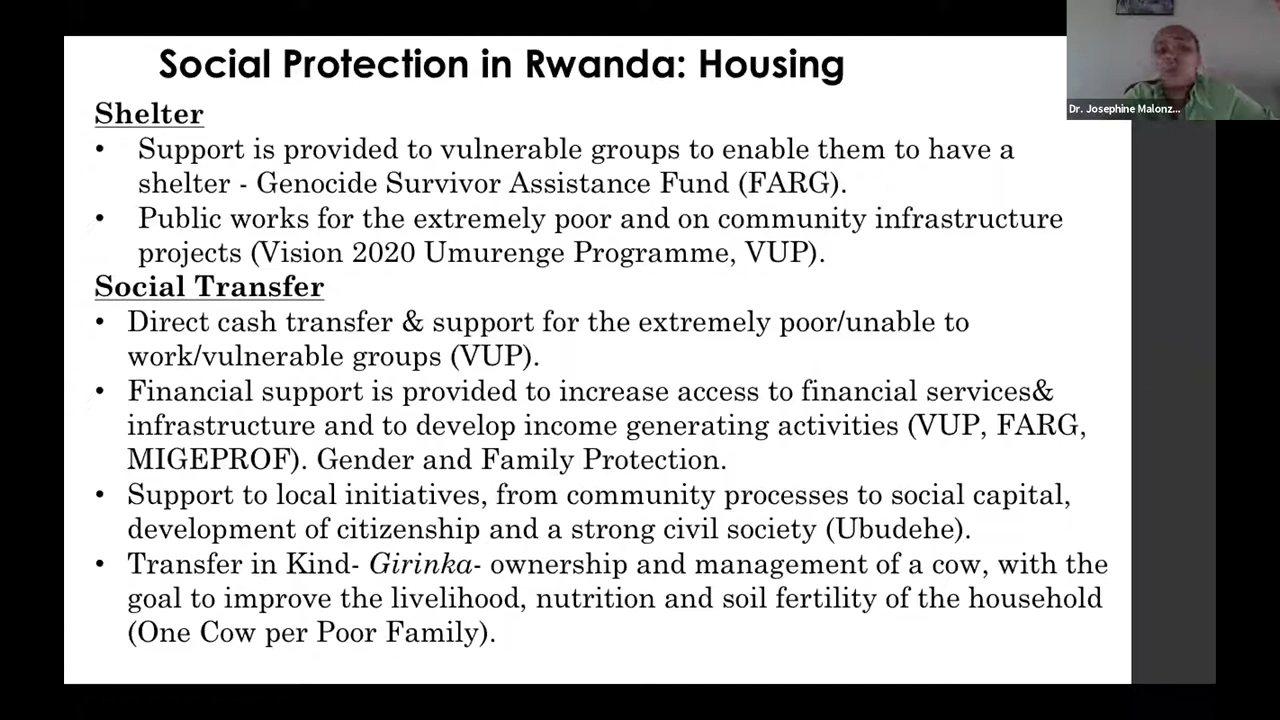 Social Protection in Rwanda: Housing
Dr. Josephine Malonz...
Shelter
• Support is provided to vulnerable groups to enable them to have a
shelter - Genocide Survivor Assistance Fund (FARG).
• Public works for the extremely poor and on community infrastructure
projects (Vision 2020 Umurenge Programme, VUP).
Social Transfer
• Direct cash transfer & support for the extremely poor/unable to
work/vulnerable groups (VUP).
• Financial support is provided to increase access to financial services&
infrastructure and to develop income generating activities (VUP, FARG,
MIGEPROF). Gender and Family Protection.
• Support to local initiatives, from community processes to social capital,
development of citizenship and a strong civil society (Ubudehe).
• Transfer in Kind- Girinka- ownership and management of a cow, with the
goal to improve the livelihood, nutrition and soil fertility of the household
(One Cow per Poor Family).